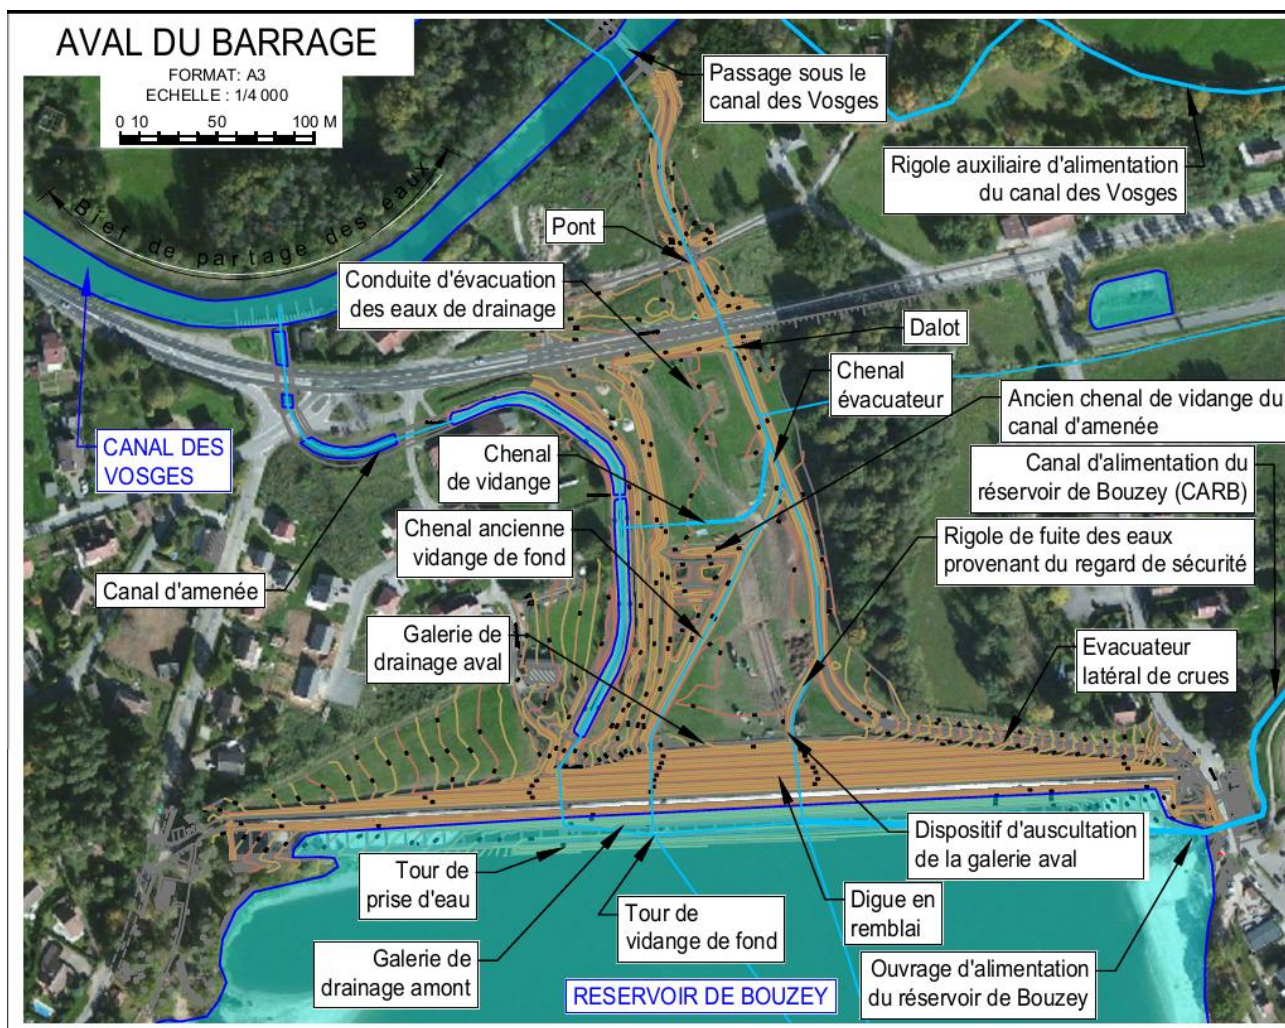 AVAL DU BARRAGE
FORMAT: A3
ECHELLE : 1/4 000
0 10 50 100 M
Passage sous le
canal des Vosges
Rigole auxiliaire d'alimentation
du canal des Vosges
Bief de partage des eaux
Pont
Conduite d'évacuation
des eaux de drainage
Dalot
Chenal
évacuateur
Ancien chenal de vidange du
canal d'amenée
CANAL DES
VOSGES
Chenal
de vidange
Canal d'alimentation du
réservoir de Bouzey (CARB)
Chenal ancienne
vidange de fond
Rigole de fuite des eaux
provenant du regard de sécurité
Canal d'amenée
Galerie de
drainage aval
Evacuateur
latéral de crues
Tour de
prise d'eau
Dispositif d'auscultation
de la galerie aval
Tour de
vidange de fond
Digue en
remblai
Galerie de
drainage amont
RESERVOIR DE BOUZEY
Ouvrage d'alimentation
du réservoir de Bouzey